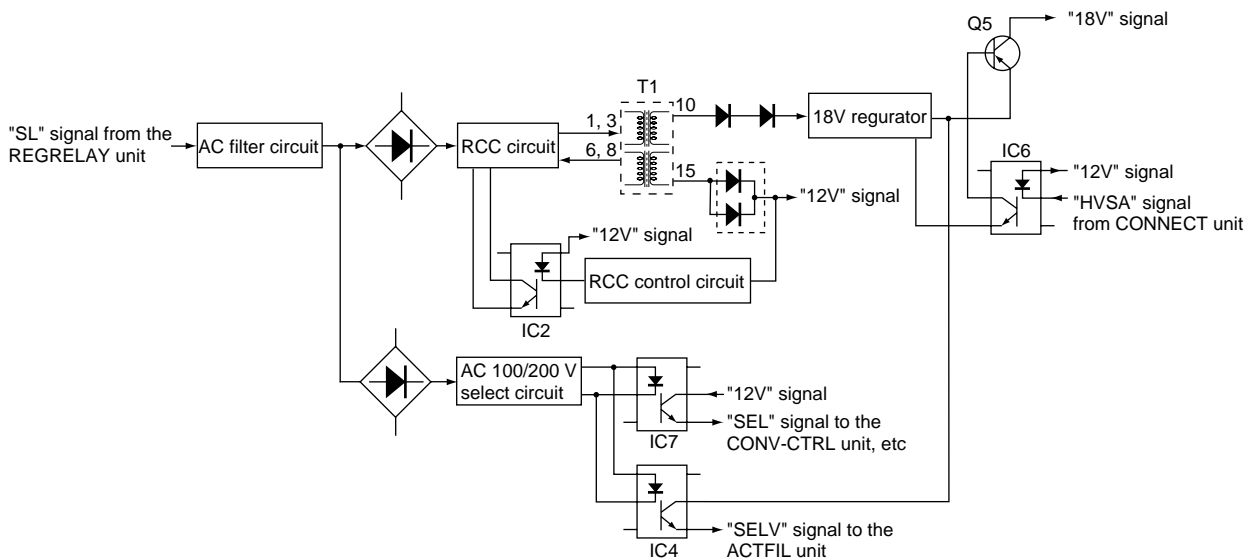 Q5
"18V" signal
T1
10
1, 3
"SL" signal from the
REGRELAY unit
AC filter circuit
RCC circuit
18V regurator
6, 8
15
IC6
"12V" signal
"HVSA" signal
from CONNECT unit
"12V" signal
"12V" signal
RCC control circuit
IC2
AC 100/200 V
select circuit
"12V" signal
"SEL" signal to the
CONV-CTRL unit, etc
IC7
"SELV" signal to the
ACTFIL unit
IC4